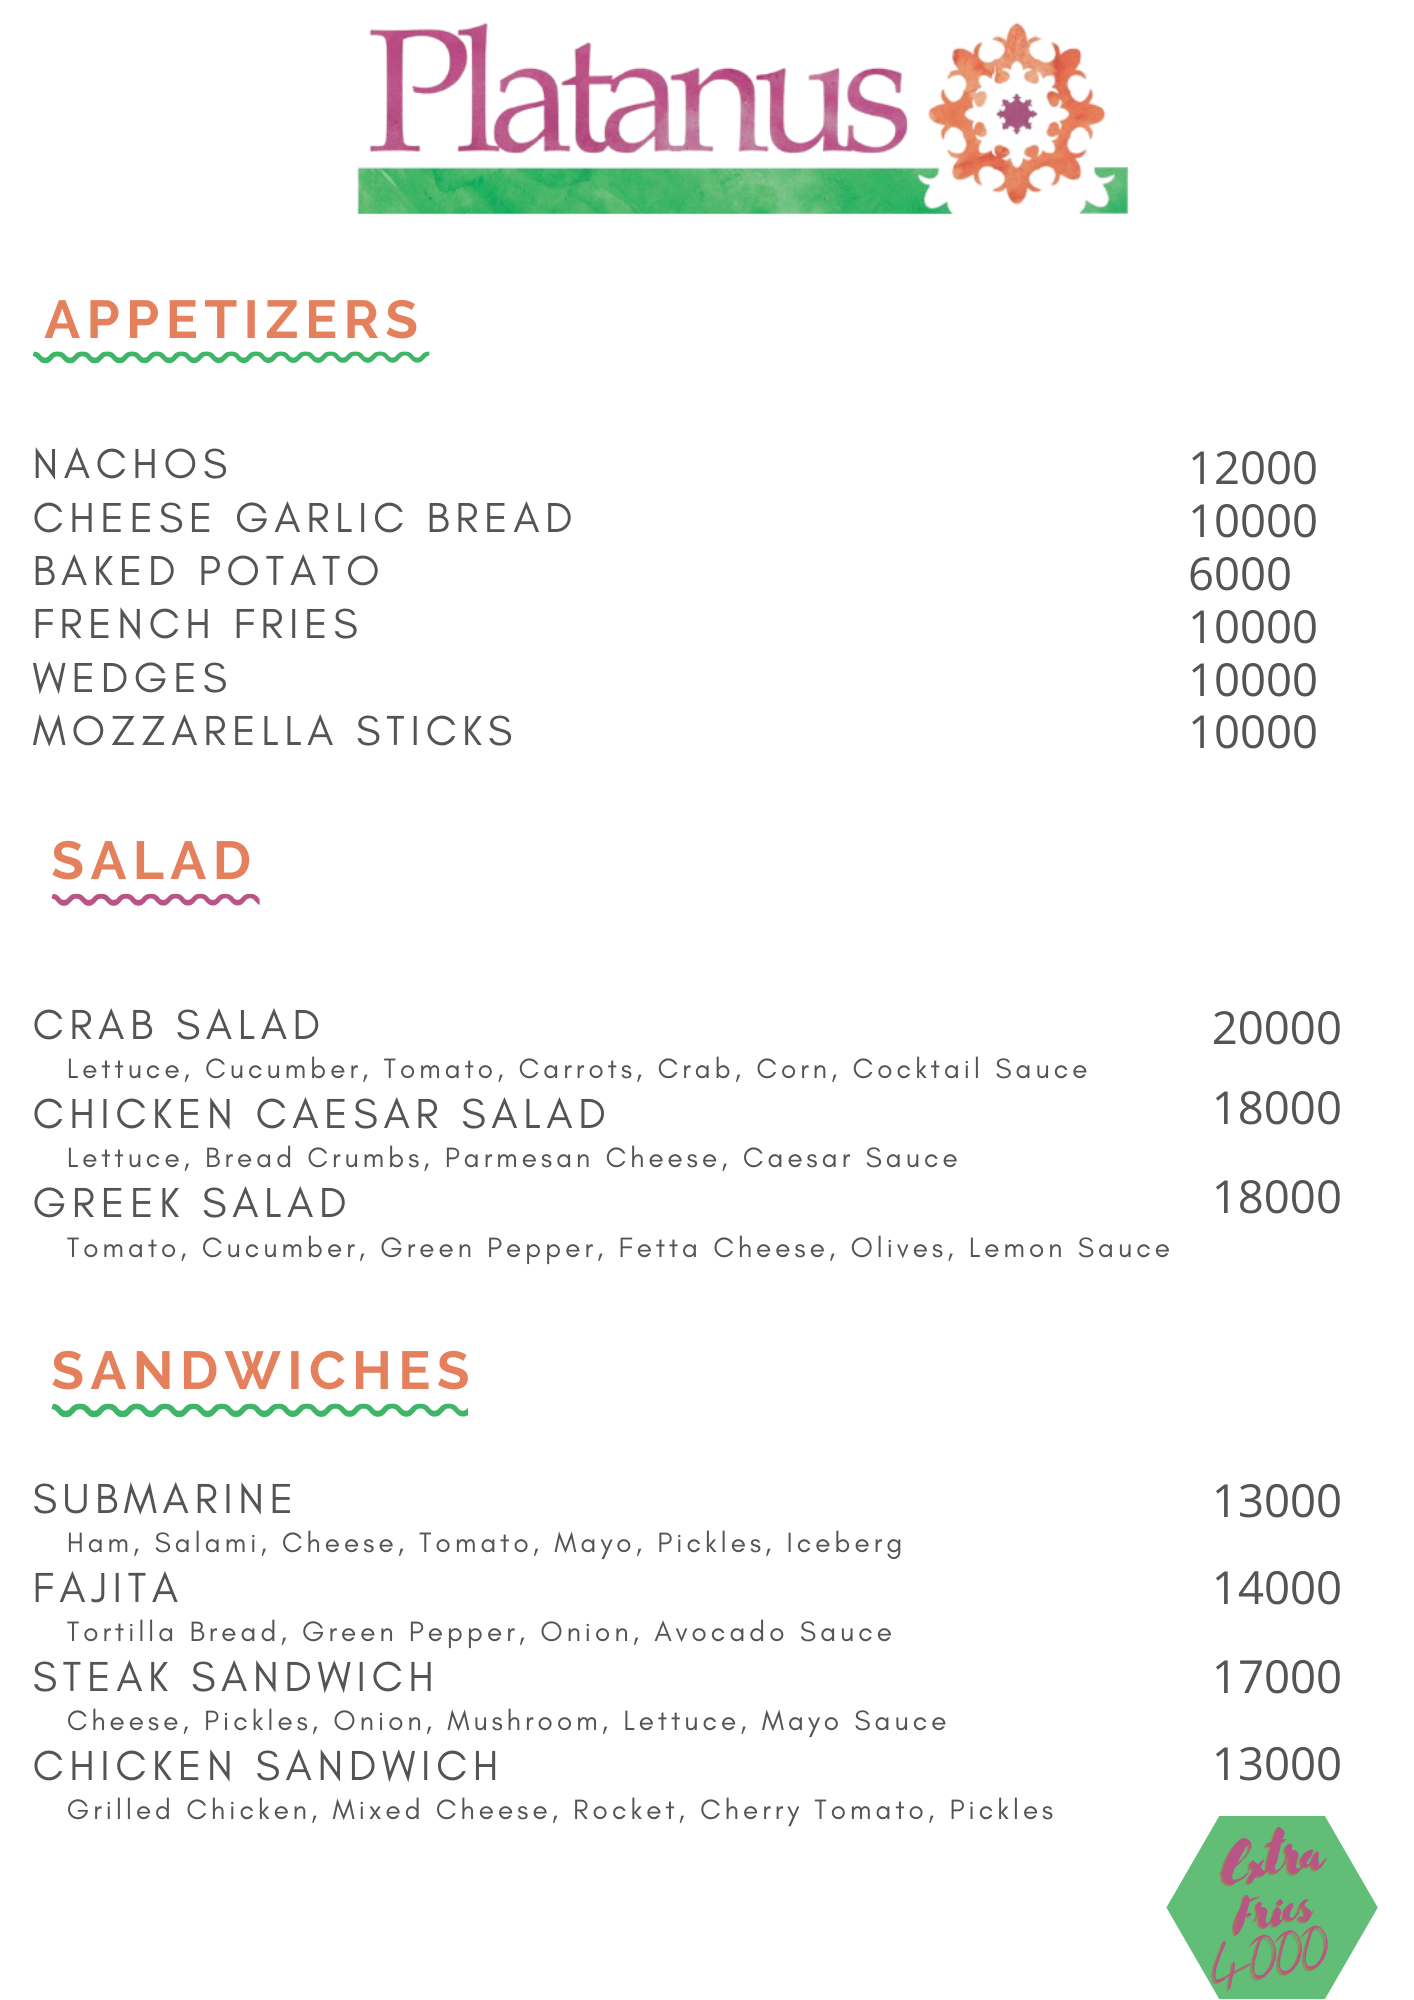 Platanus
APPETIZERS
NACHOS 12000
CHEESE GARLIC BREAD 10000
BAKED POTATO 6000
FRENCH FRIES 10000
WEDGES 10000
MOZZARELLA STICKS 10000
SALAD
CRAB SALAD 20000
Lettuce, Cucumber, Tomato, Carrots, Crab, Corn, Cocktail Sauce
CHICKEN CAESAR SALAD 18000
Lettuce, Bread Crumbs, Parmesan Cheese, Caesar Sauce
GREEK SALAD 18000
Tomato, Cucumber, Green Pepper, Fetta Cheese, Olives, Lemon Sauce
SANDWICHES
SUBMARINE 13000
Ham, Salami, Cheese, Tomato, Mayo, Pickles, Iceberg
FAJITA 14000
Tortilla Bread, Green Pepper, Onion, Avocado Sauce
STEAK SANDWICH 17000
Cheese, Pickles, Onion, Mushroom, Lettuce, Mayo Sauce
CHICKEN SANDWICH 13000
Grilled Chicken, Mixed Cheese, Rocket, Cherry Tomato, Pickles
Extra
Fries
4000